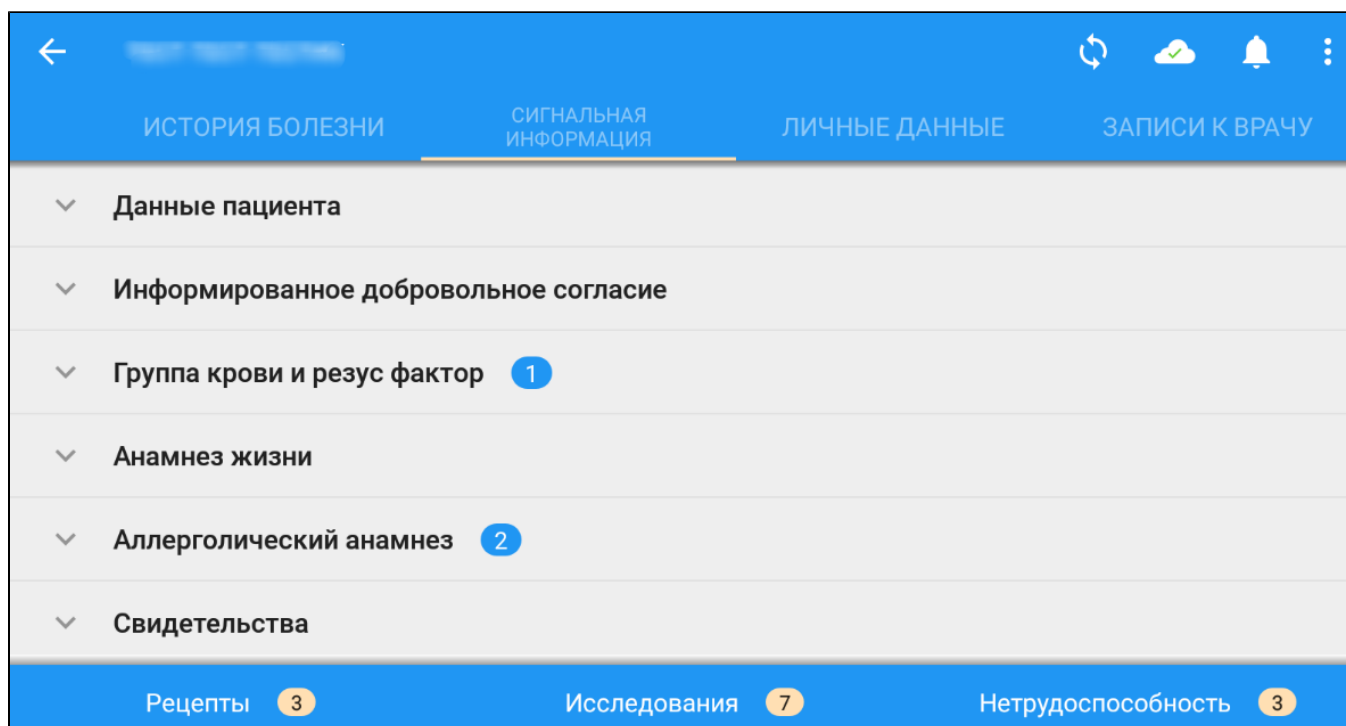 ИСТОРИЯ БОЛЕЗНИ
СИГНАЛЬНАЯ
ИНФОРМАЦИЯ
ЛИЧНЫЕ ДАННЫЕ
ЗАПИСИ К ВРАЧУ
Данные пациента
Информированное добровольное согласие
Группа крови и резус фактор 1
Анамнез жизни
Аллерголический анамнез 2
Свидетельства
Рецепты 3
Исследования 7
Нетрудоспособность 3